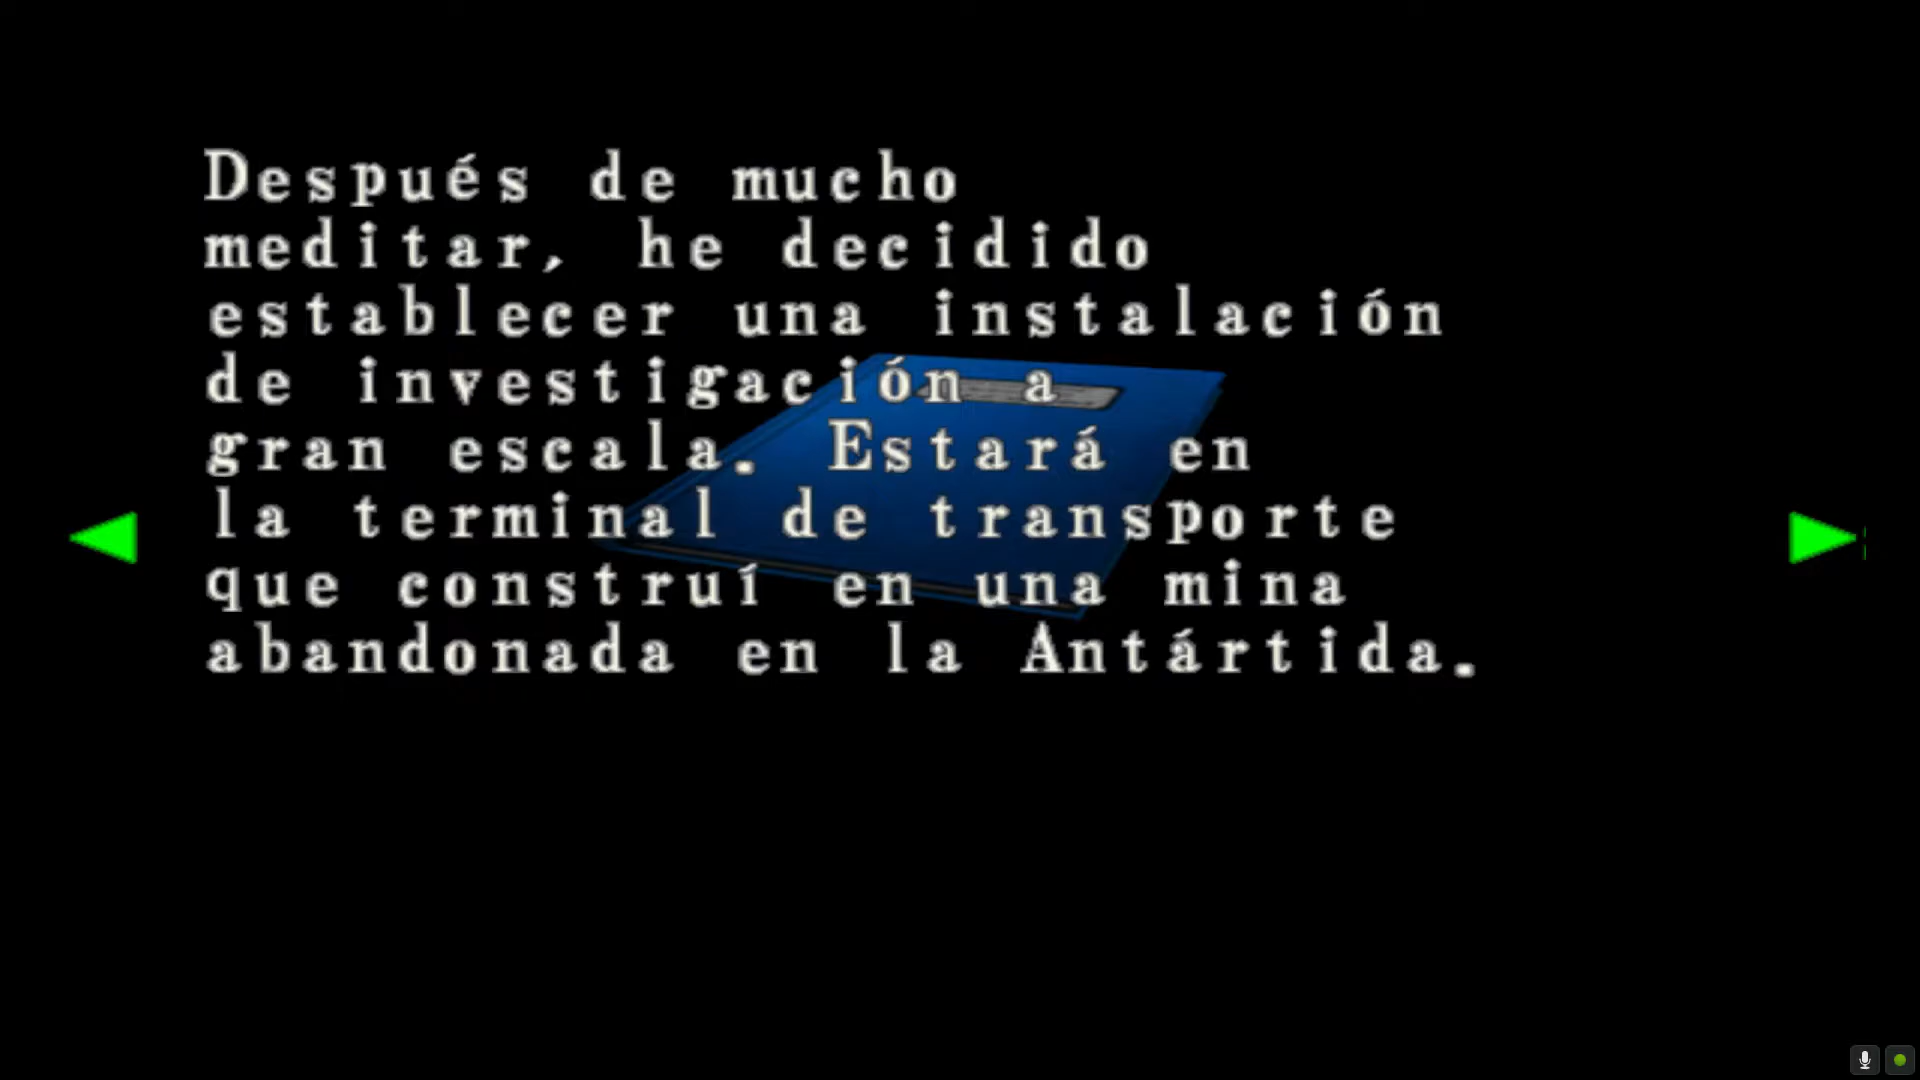 Después de mucho
meditar, he decidido
establecer una instalación
de investigación a
gran escala. Estará en
la terminal de transporte
que construí en una mina
abandonada en la Antártida.